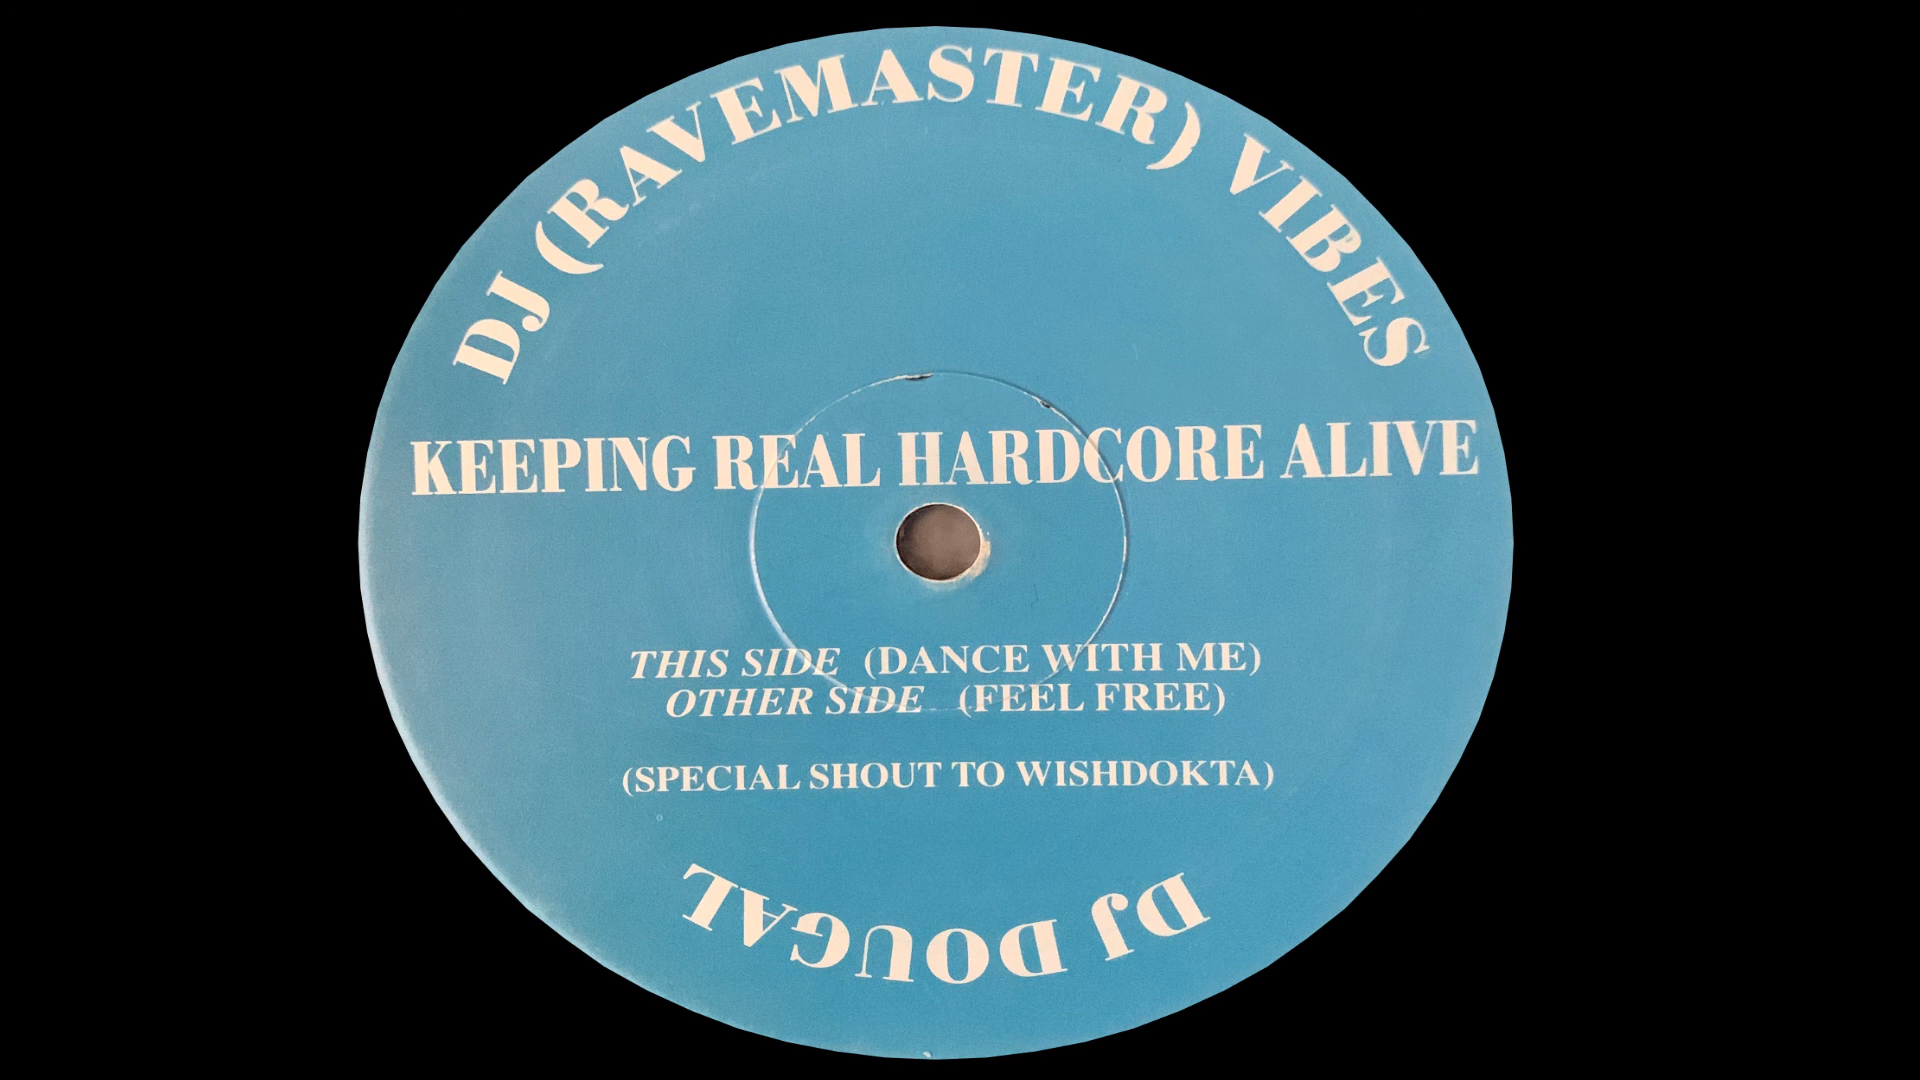 DJ (RAVEMASTER) VIBES
KEEPING REAL HARDCORE ALIVE
THIS SIDE (DANCE WITH ME)
OTHER SIDE (FEEL FREE)
(SPECIAL SHOUT TO WISHDOKTA)
DJ DOUGAL